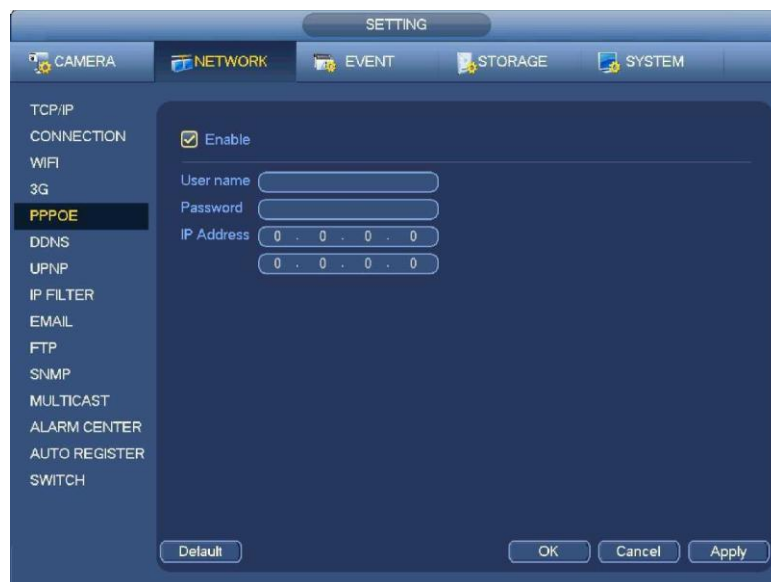 SETTING
CAMERA NETWORK EVENT STORAGE SYSTEM
TCP/IP
CONNECTION
WIFI
3G
PPPOE
DDNS
UPNP
IP FILTER
EMAIL
FTP
SNMP
MULTICAST
ALARM CENTER
AUTO REGISTER
SWITCH
Enable
User name
Password
IP Address 0 . 0 . 0 . 0
0 . 0 . 0 . 0
Default OK Cancel Apply